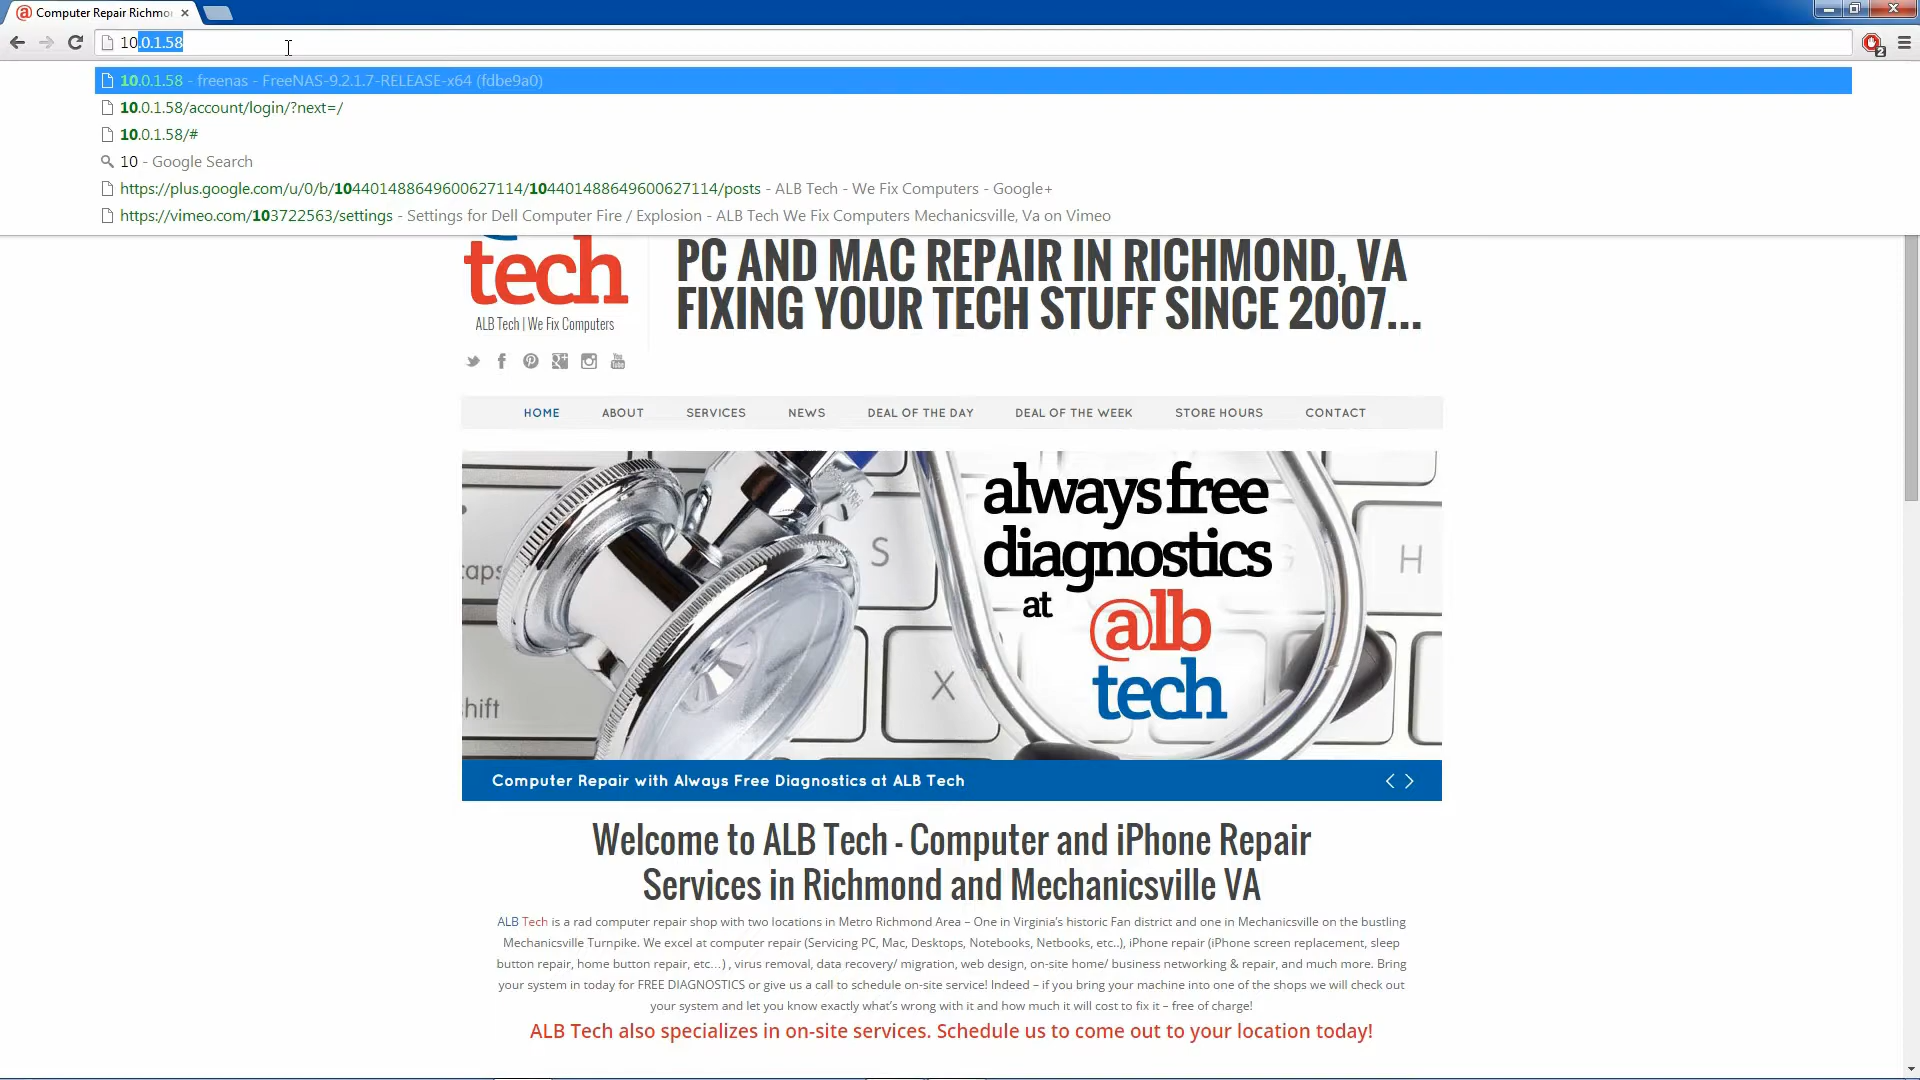 Computer Repair Richmo
10.0.1.58
2
10.0.1.58 - freenas - FreeNAS-9.2.1.7-RELEASE-x64 (fdbe9a0)
10.0.1.58/account/login/?next=/
10.0.1.58/#
10 - Google Search
https://plus.google.com/u/0/b/104401488649600627114/104401488649600627114/posts - ALB Tech - We Fix Computers - Google+
https://vimeo.com/103722563/settings - Settings for Dell Computer Fire / Explosion - ALB Tech We Fix Computers Mechanicsville, Va on Vimeo
tech
ALB Tech | We Fix Computers
PC AND MAC REPAIR IN RICHMOND, VA
FIXING YOUR TECH STUFF SINCE 2007...
HOME ABOUT SERVICES NEWS DEAL OF THE DAY DEAL OF THE WEEK STORE HOURS CONTACT
always free
diagnostics
at
@lb
tech
caps
S
G
H
X
shift
Computer Repair with Always Free Diagnostics at ALB Tech
Welcome to ALB Tech - Computer and iPhone Repair
Services in Richmond and Mechanicsville VA
ALB Tech is a rad computer repair shop with two locations in Metro Richmond Area – One in Virginia's historic Fan district and one in Mechanicsville on the bustling
Mechanicsville Turnpike. We excel at computer repair (Servicing PC, Mac, Desktops, Notebooks, Netbooks, etc..), iPhone repair (iPhone screen replacement, sleep
button repair, home button repair, etc…) , virus removal, data recovery/ migration, web design, on-site home/ business networking & repair, and much more. Bring
your system in today for FREE DIAGNOSTICS or give us a call to schedule on-site service! Indeed – if you bring your machine into one of the shops we will check out
your system and let you know exactly what's wrong with it and how much it will cost to fix it – free of charge!
ALB Tech also specializes in on-site services. Schedule us to come out to your location today!